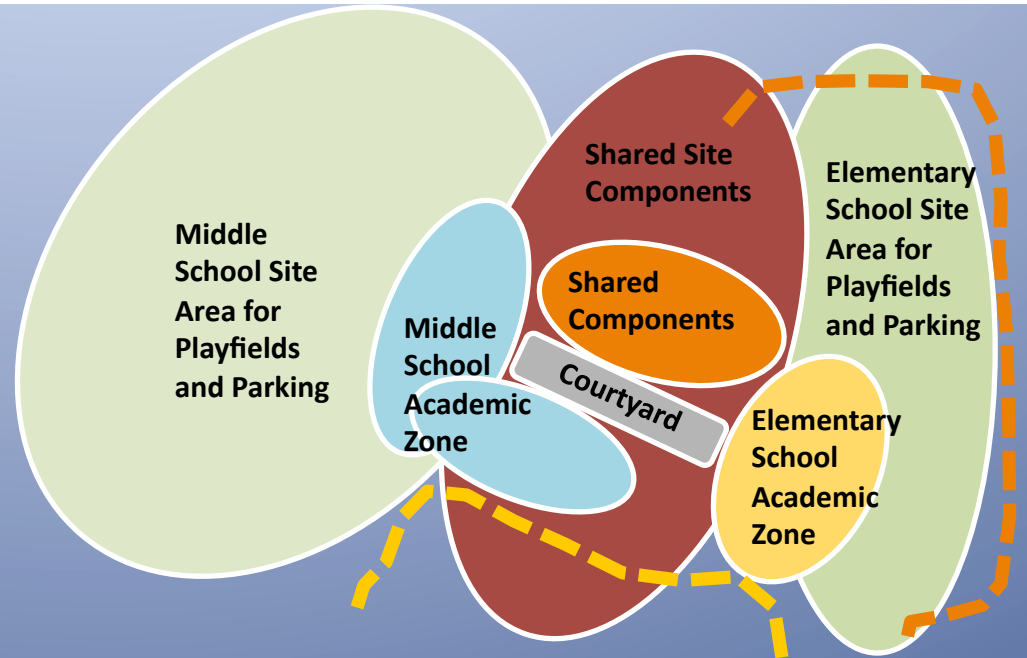 Middle
School Site
Area for
Playfields
and Parking
Middle
School
Academic
Zone
Shared Site
Components
Shared
Components
Courtyard
Elementary
School Site
Area for
Playfields
and Parking
Elementary
School
Academic
Zone